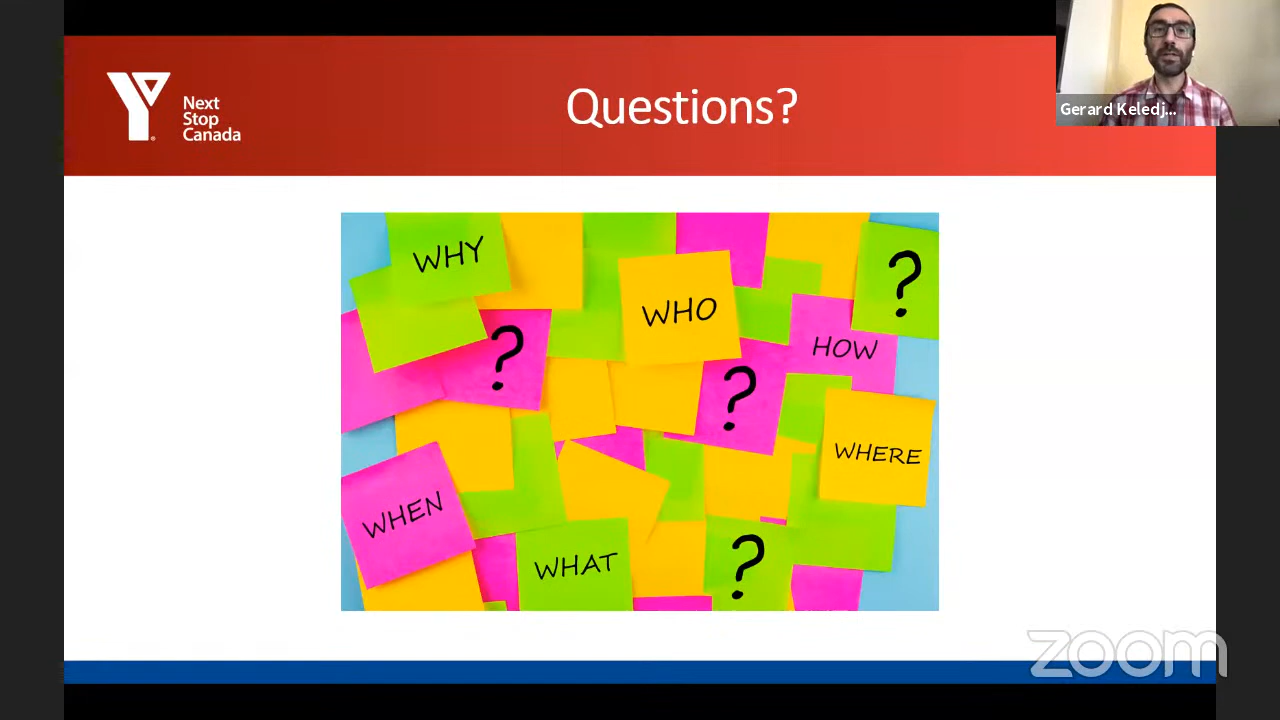 Next
Stop
Canada
Questions?
Gerard Keledj...
WHY
WHO
?
?
HOW
?
WHERE
WHEN
WHAT
?
zoom